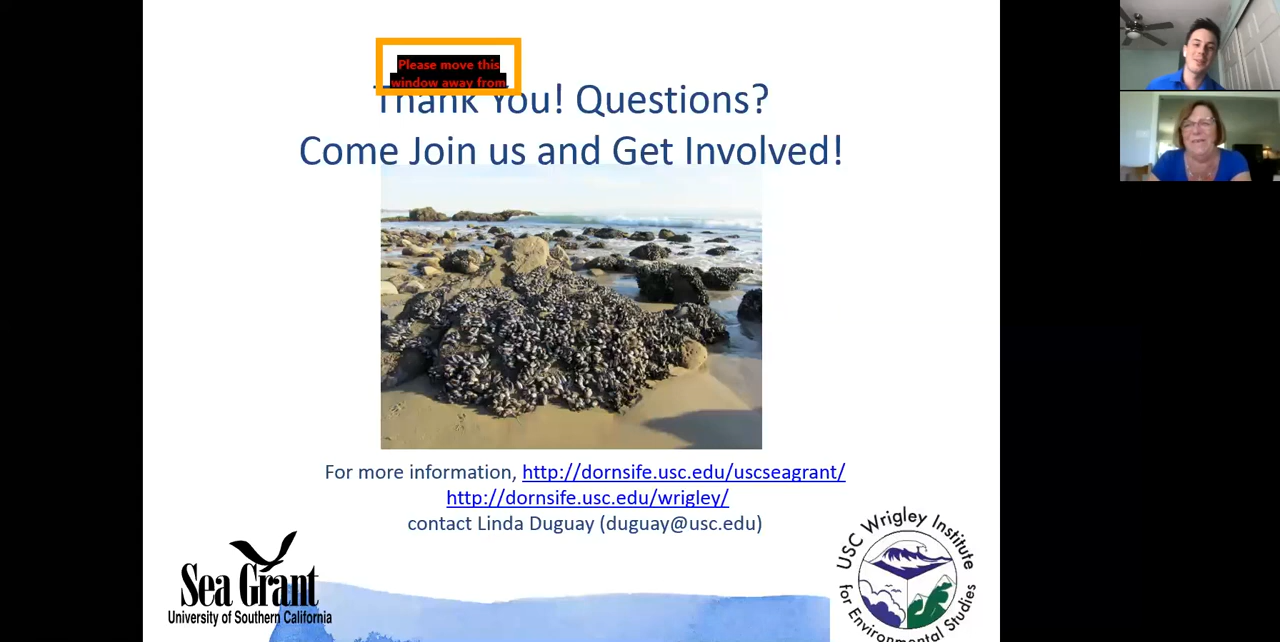 Please move this
window away from
Thank You! Questions?
Come Join us and Get Involved!
For more information, http://dornsife.usc.edu/uscseagrant/
http://dornsife.usc.edu/wrigley/
contact Linda Duguay (duguay@usc.edu)
Sea Grant
University of Southern California
USC Wrigley Institute
for Environmental Studies